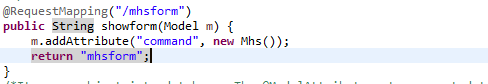 @RequestMapping("/mhsform")
public String showform(Model m) {
m.addAttribute("command", new Mhs());
return "mhsform";
}